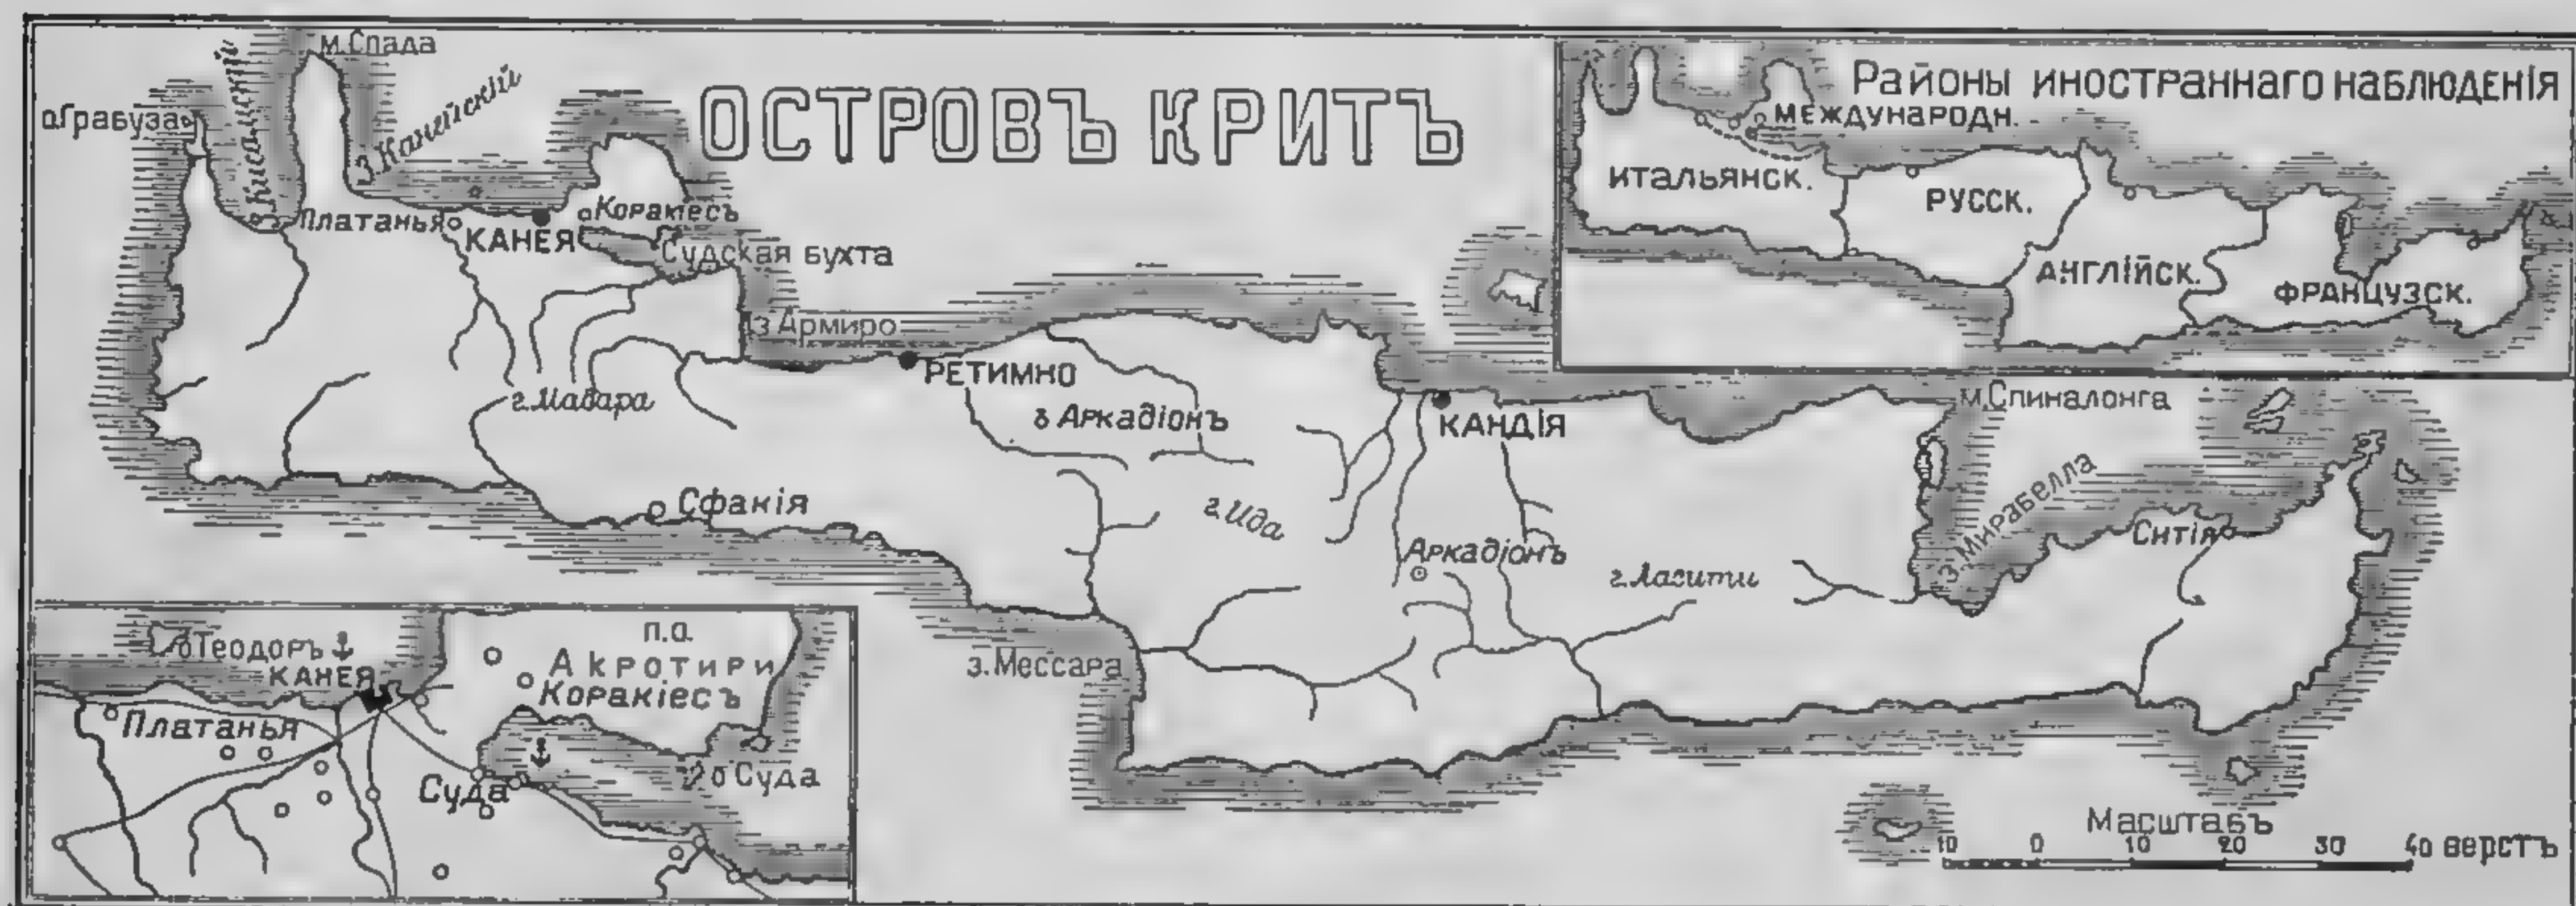 ОСТРОВЪ КРИТЪ
м. Спада
о.Грабуза
з.Кисамский
з.Канейский
Платанья
КАНЕЯ
Коракіесъ
Судская бухта
з Армиро
РЕТИМНО
г.Мадара
Аркадіонъ
Сфакія
г.Ида
КАНДІЯ
Аркадіонъ
г.Ласити
з.Мессара
м.Спиналонга
з.Мирабелла
Ситія
Районы иностраннаго наблюденія
международн.
итальянск.
русск.
англійск.
французск.
о Теодоръ
КАНЕЯ
п.о.
Акротири
Коракіесъ
Платанья
Суда
о Суда
Масштабъ
10 0 10 20 30 40 верстъ